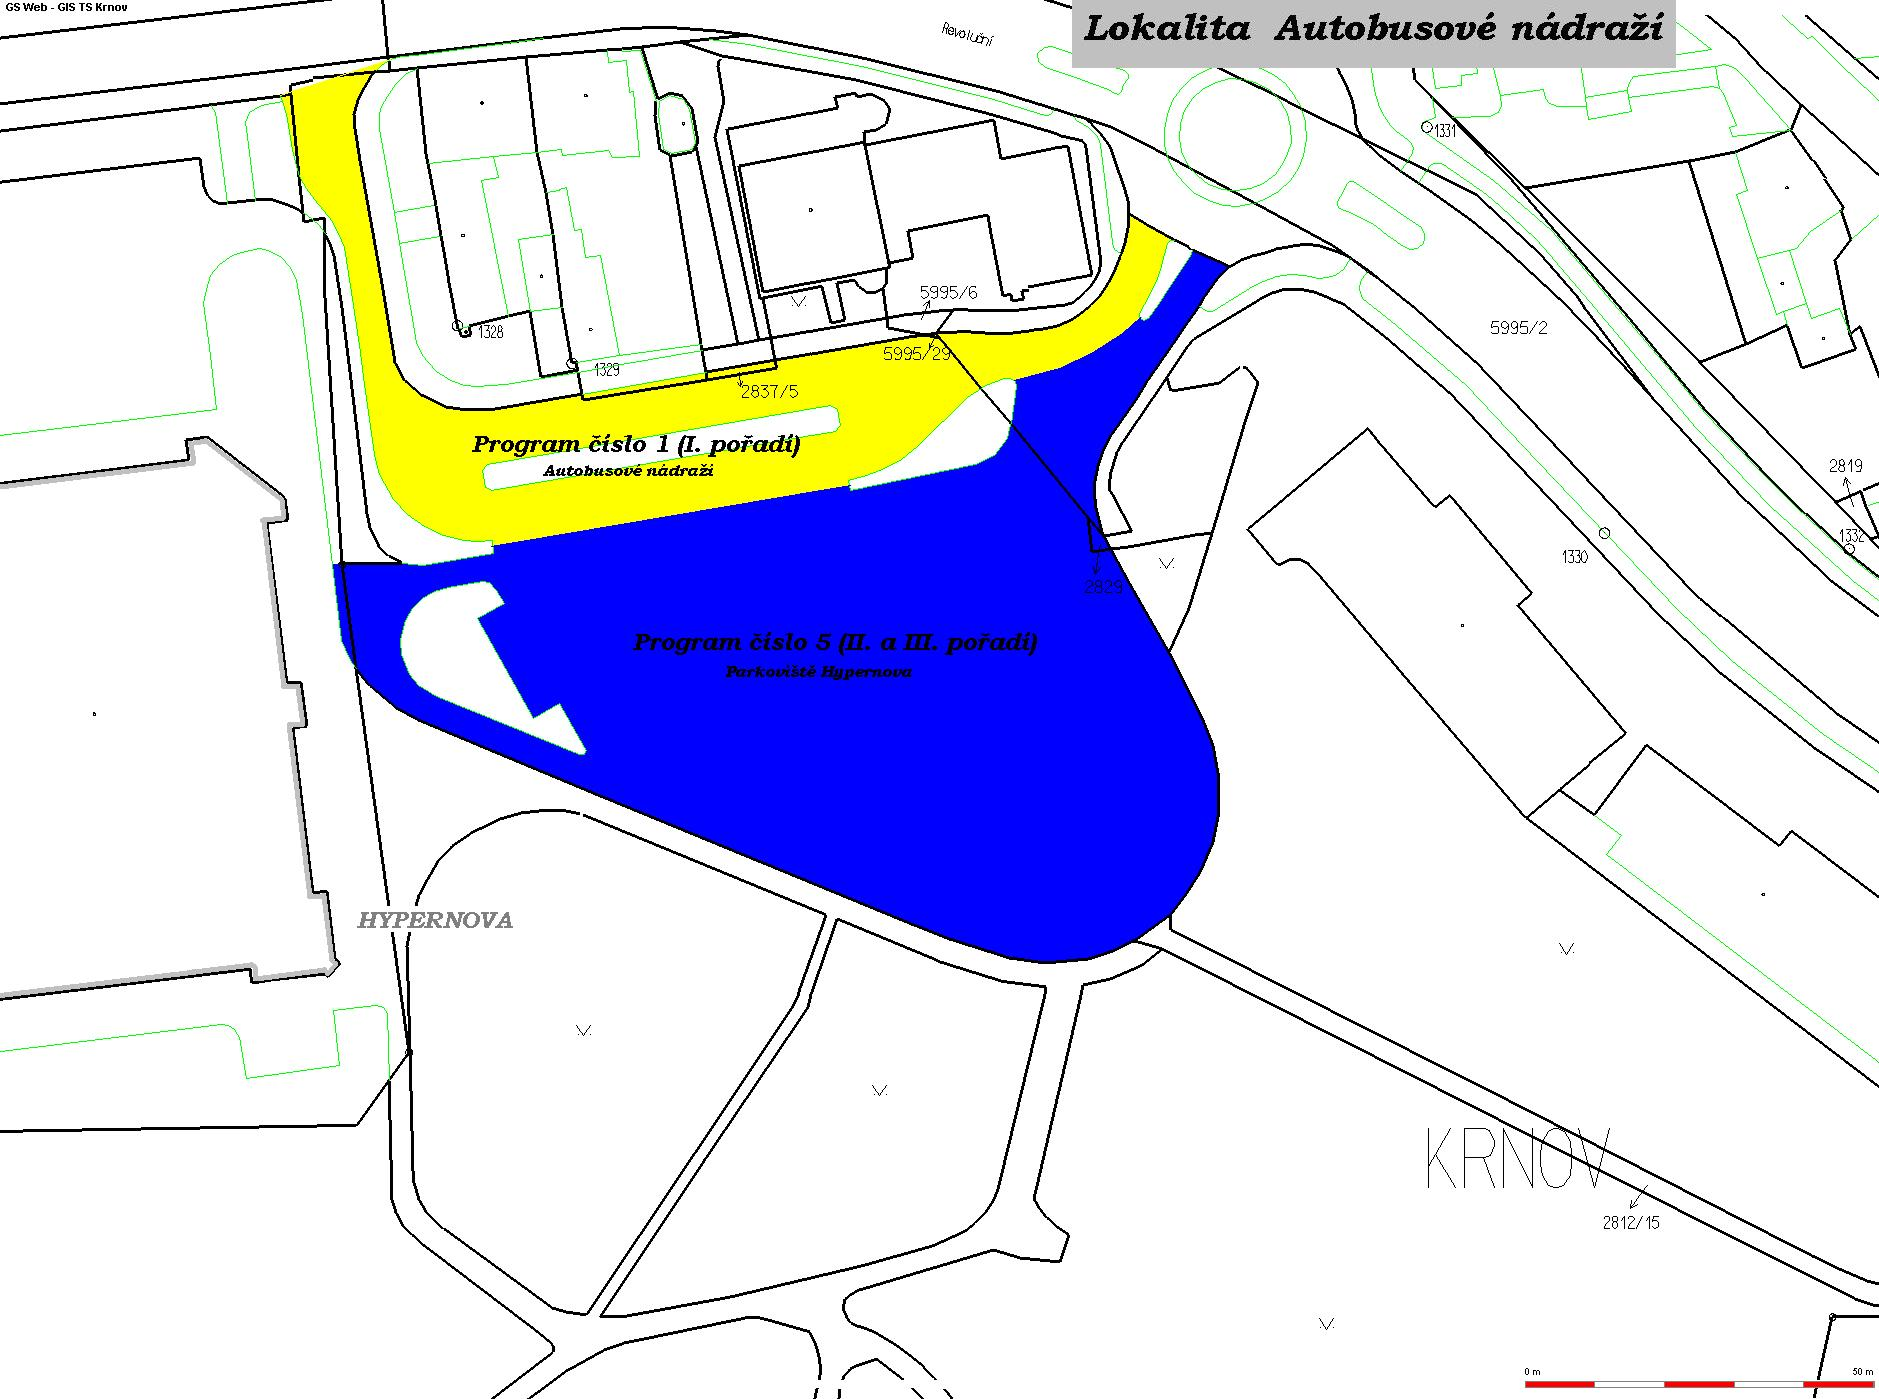 GS Web - GIS TS Krnov
Lokalita Autobusové nádraží
Revoluční
1331
5995/6
5995/2
1328
5995/29
1329
2837/5
Program číslo 1 (I. pořadí)
Autobusové nádraží
2819
1332
1330
2829
Program číslo 5 (II. a III. pořadí)
Parkoviště Hypernova
HYPERNOVA
KRNOV
2812/15
0 m 50 m